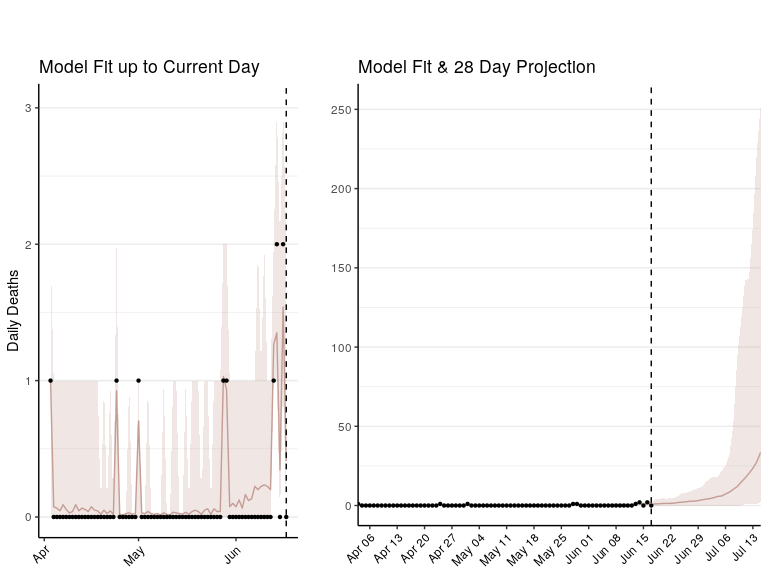 Model Fit up to Current Day
Daily Deaths
3
2
1
0
Apr
May
Jun
Model Fit & 28 Day Projection
250
200
150
100
50
0
Apr 06
Apr 13
Apr 20
Apr 27
May 04
May 11
May 18
May 25
Jun 01
Jun 08
Jun 15
Jun 22
Jun 29
Jul 06
Jul 13